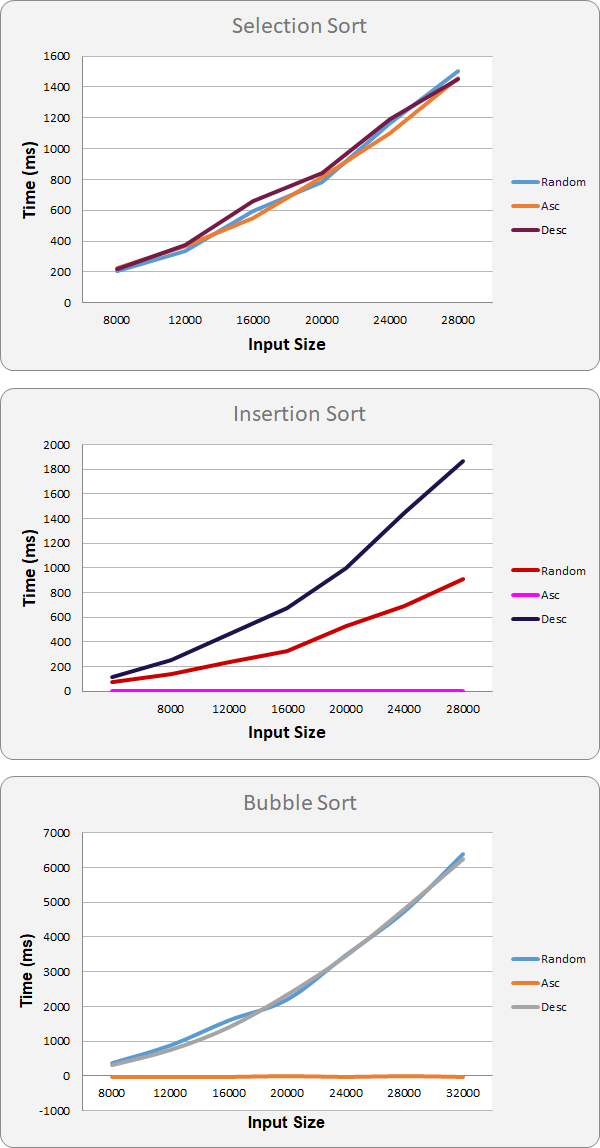 Selection Sort
1600
1400
1200
1000
800
600
400
200
0
Time (ms)
8000 12000 16000 20000 24000 28000
Input Size
Random
Asc
Desc
Insertion Sort
2000
1800
1600
1400
1200
1000
800
600
400
200
0
Time (ms)
8000 12000 16000 20000 24000 28000
Input Size
Random
Asc
Desc
Bubble Sort
7000
6000
5000
4000
3000
2000
1000
0
-1000
Time (ms)
8000 12000 16000 20000 24000 28000 32000
Input Size
Random
Asc
Desc